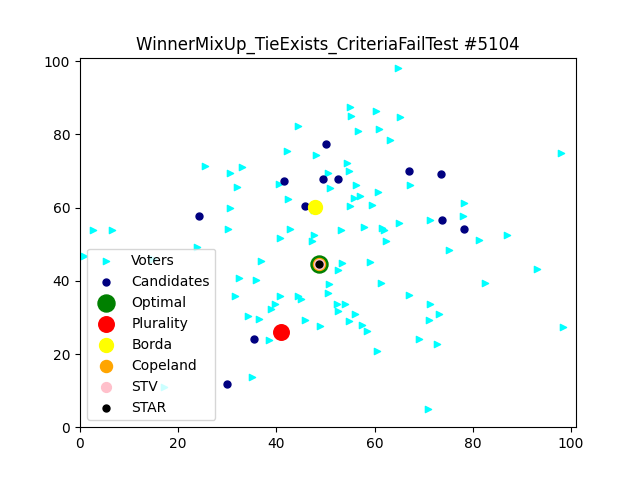 WinnerMixUp_TieExists_CriteriaFailTest #5104
100
80
60
40
20
0
Voters
Candidates
Optimal
Plurality
Borda
Copeland
STV
STAR
0 20 40 60 80 100